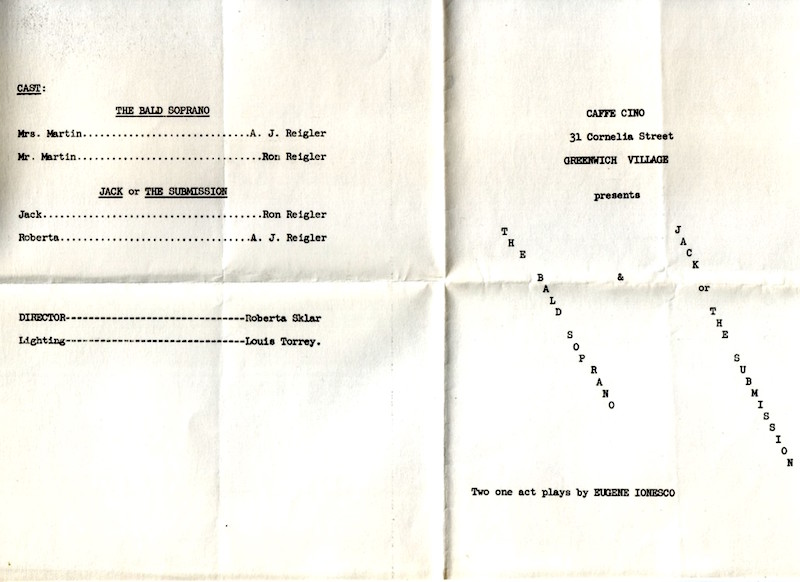 CAST:
THE BALD SOPRANO
Mrs. Martin............................A. J. Reigler
Mr. Martin...............................Ron Reigler
JACK or THE SUBMISSION
Jack.....................................Ron Reigler
Roberta................................A. J. Reigler
DIRECTOR------------------------------Roberta Sklar
Lighting------------------------------Louis Torrey.
CAFFE CINO
31 Cornelia Street
GREENWICH VILLAGE
presents
THE BALD SOPRANO
&
JACK or THE SUBMISSION
Two one act plays by EUGENE IONESCO